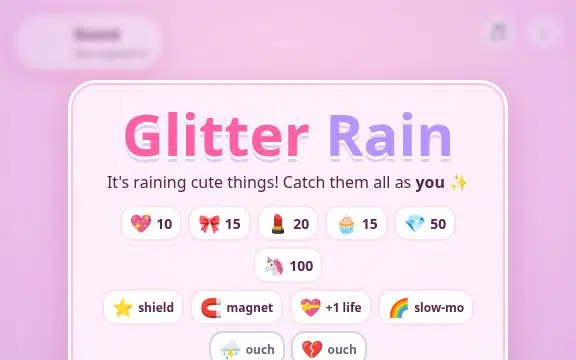 Glitter Rain
It's raining cute things! Catch them all as you ✨
💖 10 🎀 15 💄 20 🧁 15 💎 50
🦄 100
⭐ shield 🧲 magnet 💝 +1 life 🌈 slow-mo
⛈️ ouch 💔 ouch